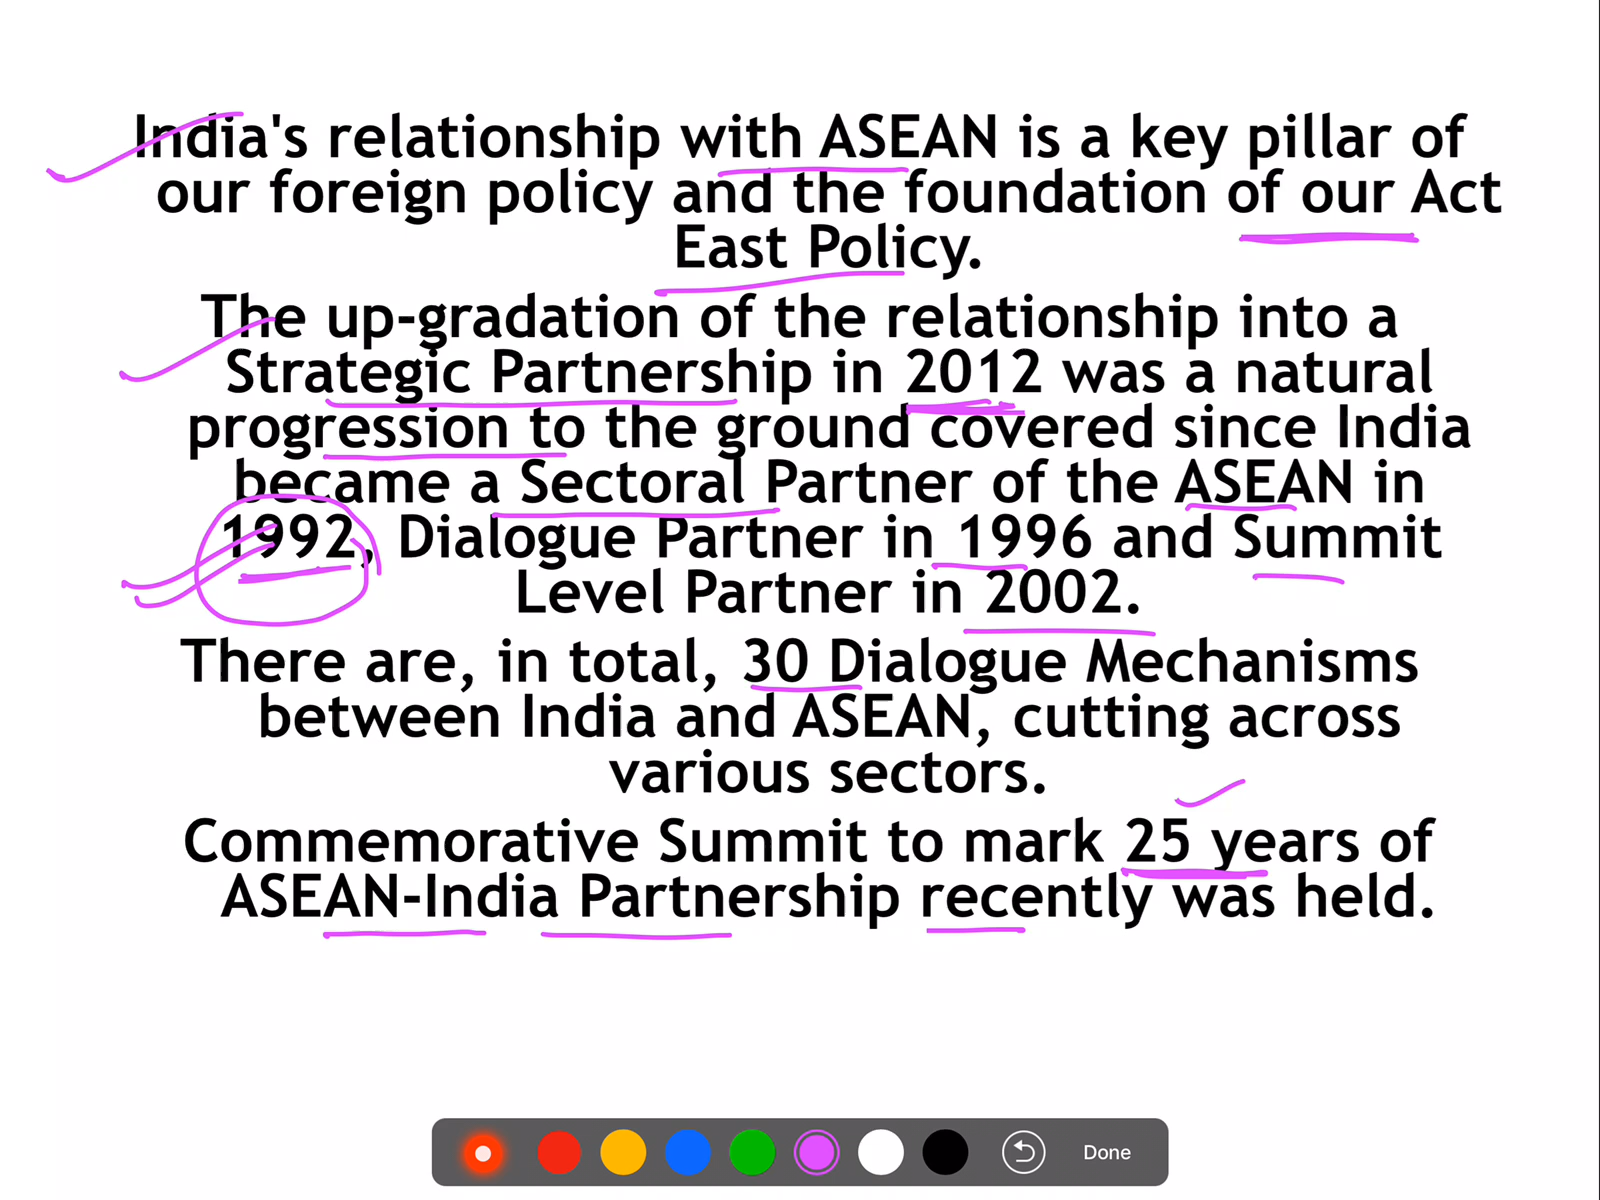 India's relationship with ASEAN is a key pillar of
our foreign policy and the foundation of our Act
East Policy.
The up-gradation of the relationship into a
Strategic Partnership in 2012 was a natural
progression to the ground covered since India
became a Sectoral Partner of the ASEAN in
1992, Dialogue Partner in 1996 and Summit
Level Partner in 2002.
There are, in total, 30 Dialogue Mechanisms
between India and ASEAN, cutting across
various sectors.
Commemorative Summit to mark 25 years of
ASEAN-India Partnership recently was held.
Done